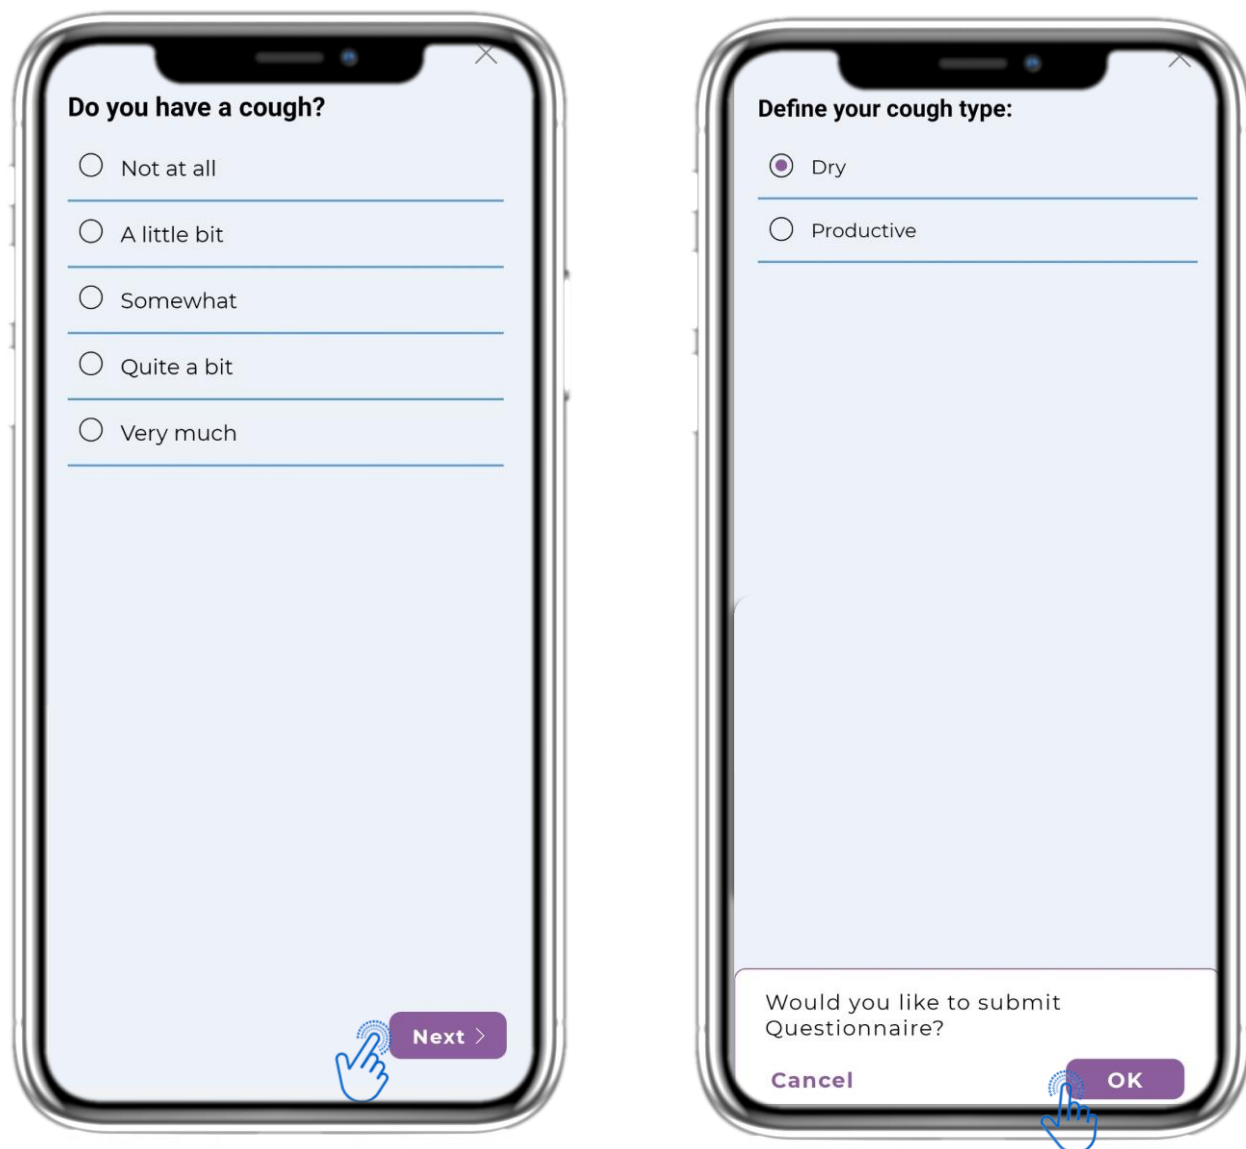 Do you have a cough?
Not at all
A little bit
Somewhat
Quite a bit
Very much
Next
Define your cough type:
Dry
Productive
Would you like to submit
Questionnaire?
Cancel
OK